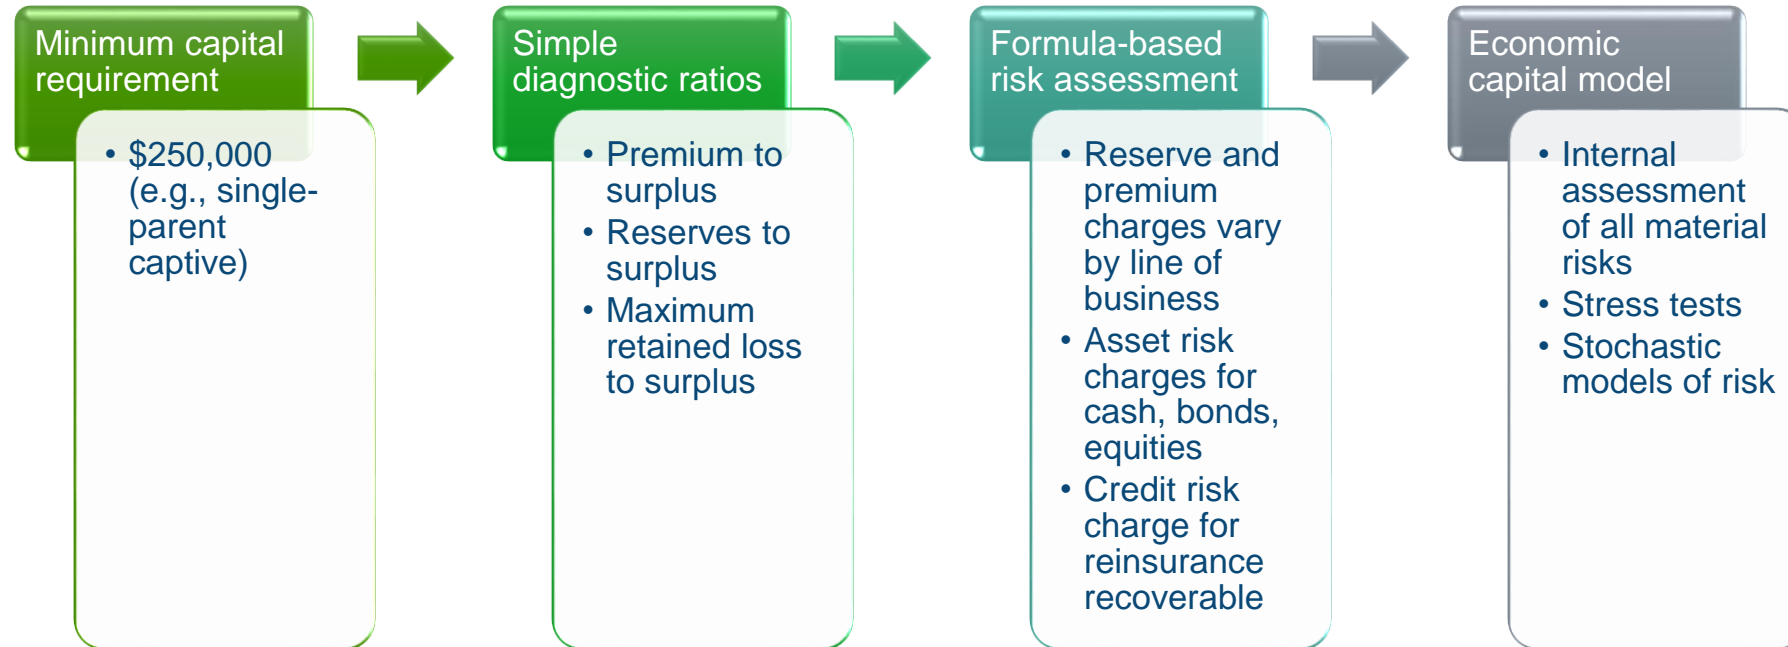 Minimum capital
requirement
• $250,000
(e.g., single-
parent
captive)
Simple
diagnostic ratios
• Premium to
surplus
• Reserves to
surplus
• Maximum
retained loss
to surplus
Formula-based
risk assessment
• Reserve and
premium
charges vary
by line of
business
• Asset risk
charges for
cash, bonds,
equities
• Credit risk
charge for
reinsurance
recoverable
Economic
capital model
• Internal
assessment
of all material
risks
• Stress tests
• Stochastic
models of risk